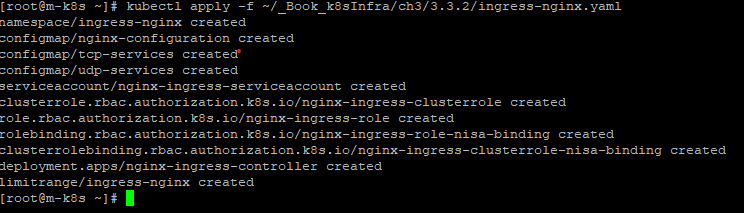 [root@m-k8s ~]# kubectl apply -f ~/_Book_k8sInfra/ch3/3.3.2/ingress-nginx.yaml
namespace/ingress-nginx created
configmap/nginx-configuration created
configmap/tcp-services created
configmap/udp-services created
serviceaccount/nginx-ingress-serviceaccount created
clusterrole.rbac.authorization.k8s.io/nginx-ingress-clusterrole created
role.rbac.authorization.k8s.io/nginx-ingress-role created
rolebinding.rbac.authorization.k8s.io/nginx-ingress-role-nisa-binding created
clusterrolebinding.rbac.authorization.k8s.io/nginx-ingress-clusterrole-nisa-binding created
deployment.apps/nginx-ingress-controller created
limitrange/ingress-nginx created
[root@m-k8s ~]#